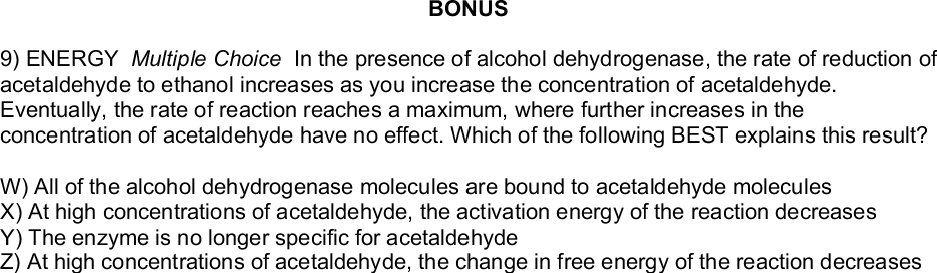 BONUS
9) ENERGY Multiple Choice In the presence of alcohol dehydrogenase, the rate of reduction of
acetaldehyde to ethanol increases as you increase the concentration of acetaldehyde.
Eventually, the rate of reaction reaches a maximum, where further increases in the
concentration of acetaldehyde have no effect. Which of the following BEST explains this result?
W) All of the alcohol dehydrogenase molecules are bound to acetaldehyde molecules
X) At high concentrations of acetaldehyde, the activation energy of the reaction decreases
Y) The enzyme is no longer specific for acetaldehyde
Z) At high concentrations of acetaldehyde, the change in free energy of the reaction decreases